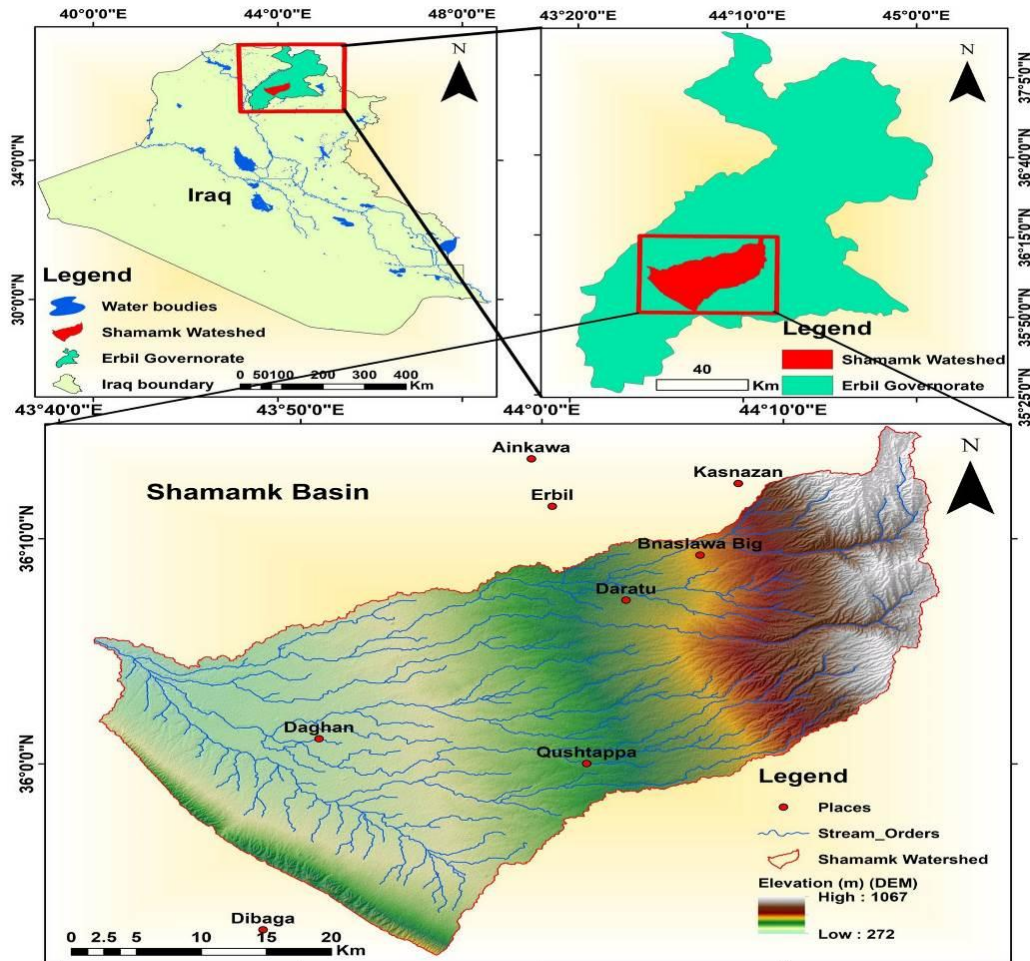 40°0'0"E 44°0'0"E 48°0'0"E
43°20'0"E 44°10'0"E 45°0'0"E
N
34°0'0"N
30°0'0"N
Iraq
Legend
Water boudies
Shamamk Wateshed
Erbil Governorate
Iraq boundary
0 50100 200 300 400
Km
N
37°5'0"N
36°40'0"N
36°15'0"N
35°50'0"N
35°25'0"N
Legend
Shamamk Wateshed
Erbil Governorate
40
Km
43°40'0"E 43°50'0"E 44°0'0"E 44°10'0"E
Shamamk Basin
N
Ainkawa
Kasnazan
Erbil
36°10'0"N
Bnaslawa Big
Daratu
Daghan
Qushtappa
36°0'0"N
Dibaga
0 2.5 5 10 15 20
Km
Legend
Places
Stream_Orders
Shamamk Watershed
Elevation (m) (DEM)
High : 1067
Low : 272